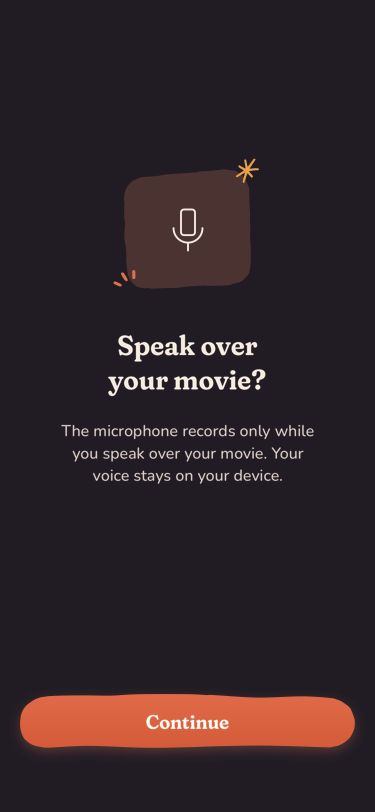 Speak over
your movie?
The microphone records only while
you speak over your movie. Your
voice stays on your device.
Continue